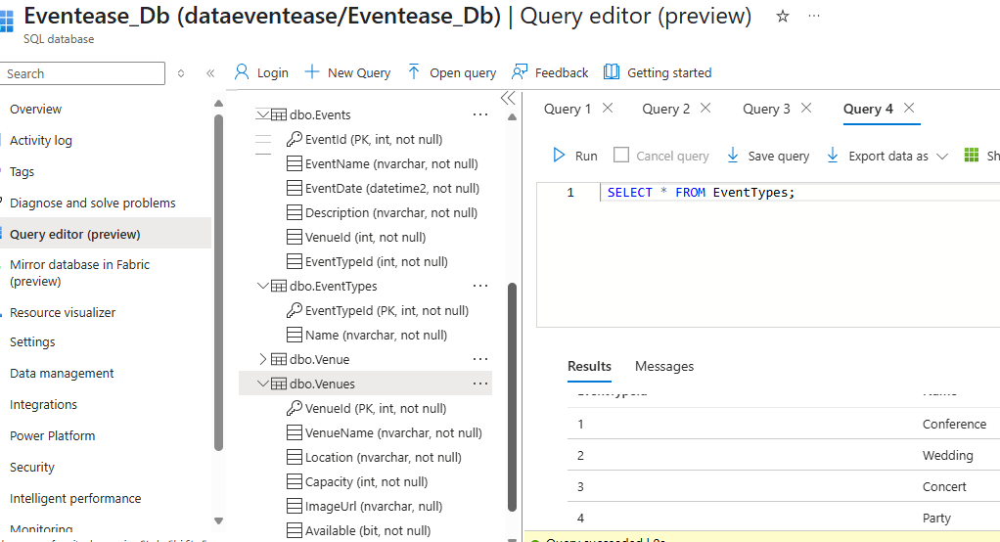 Eventease_Db (dataeventease/Eventease_Db) | Query editor (preview) ☆ ···
SQL database
Search
Login
New Query
Open query
Feedback
Getting started
Overview
Activity log
Tags
Diagnose and solve problems
Query editor (preview)
Mirror database in Fabric
(preview)
Resource visualizer
Settings
Data management
Integrations
Power Platform
Security
Intelligent performance
Monitoring
dbo.Events ···
EventId (PK, int, not null)
EventName (nvarchar, not null)
EventDate (datetime2, not null)
Description (nvarchar, not null)
VenueId (int, not null)
EventTypeId (int, not null)
dbo.EventTypes ···
EventTypeId (PK, int, not null)
Name (nvarchar, not null)
dbo.Venue ···
dbo.Venues ···
VenueId (PK, int, not null)
VenueName (nvarchar, not null)
Location (nvarchar, not null)
Capacity (int, not null)
ImageUrl (nvarchar, null)
Available (bit, not null)
Query 1 × Query 2 × Query 3 × Query 4 ×
Run Cancel query Save query Export data as Sh
1 SELECT * FROM EventTypes;
Results Messages
EventTypeId Name
1 Conference
2 Wedding
3 Concert
4 Party
Query succeeded | 0s